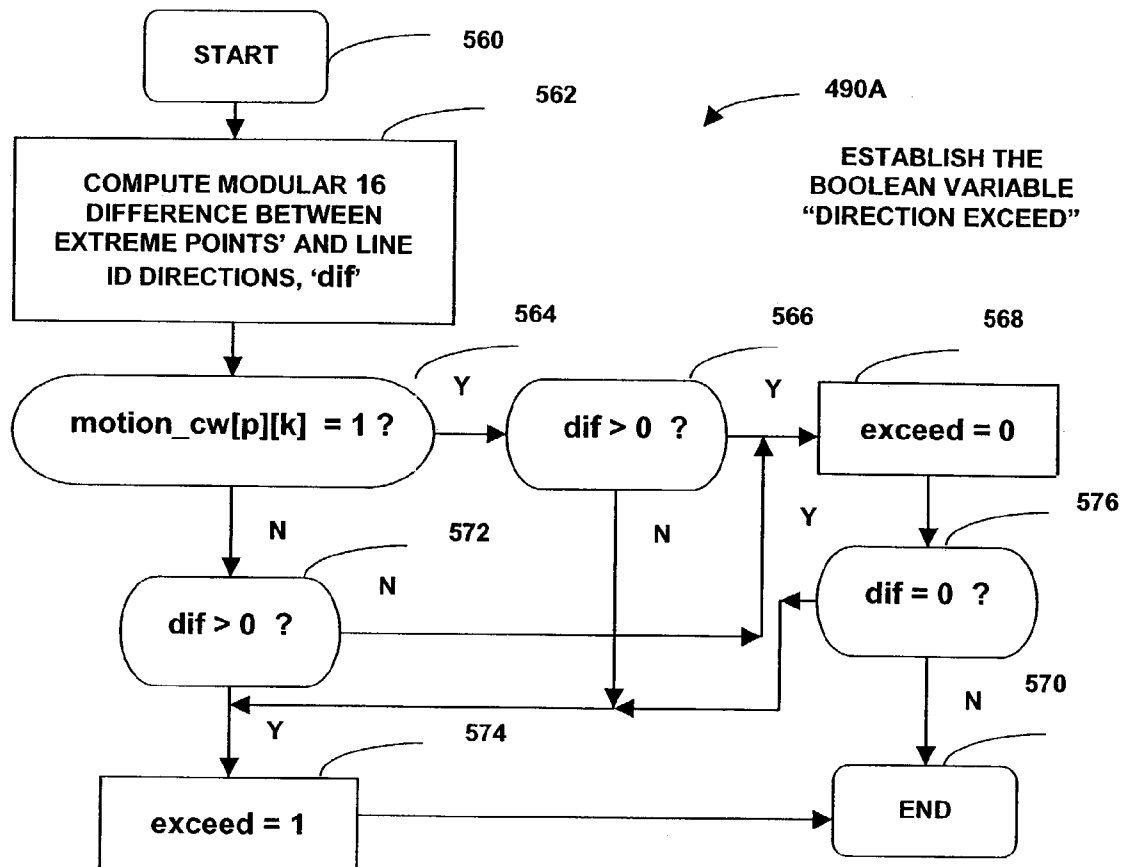 START
560
562
490A
COMPUTE MODULAR 16
DIFFERENCE BETWEEN
EXTREME POINTS’ AND LINE
ID DIRECTIONS, ‘dif’
ESTABLISH THE
BOOLEAN VARIABLE
“DIRECTION EXCEED”
564
566
568
motion_cw[p][k] = 1 ?
Y
dif > 0 ?
Y
exceed = 0
N
572
N
Y
576
dif > 0 ?
N
dif = 0 ?
Y
574
N
570
exceed = 1
END